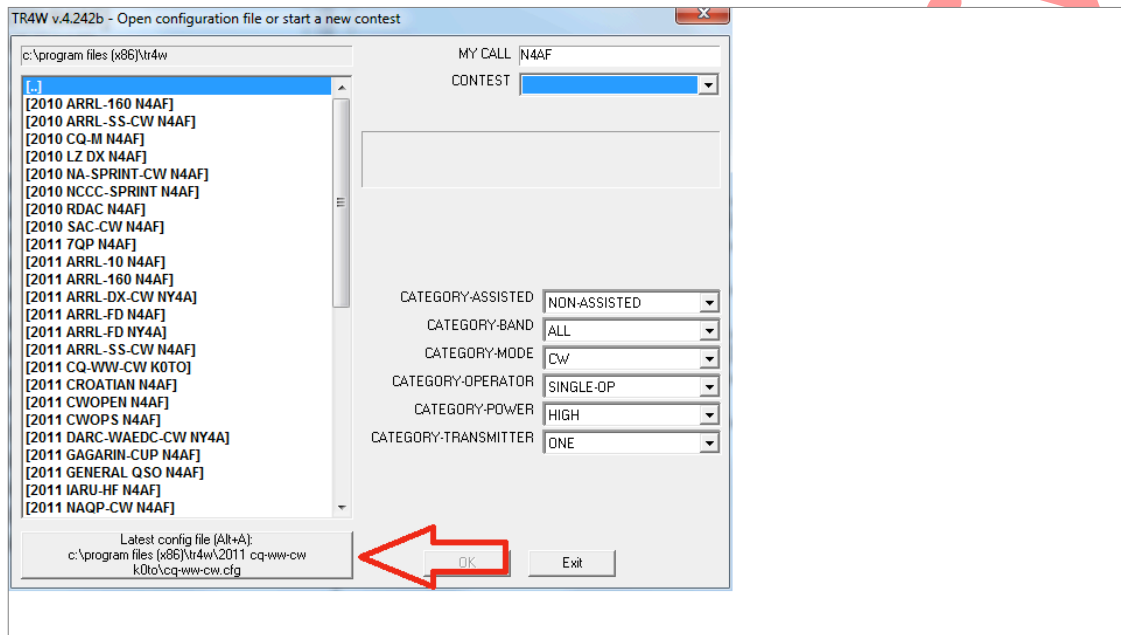 TR4W v.4.242b - Open configuration file or start a new contest
c:\program files (x86)\tr4w
[..]
[2010 ARRL-160 N4AF]
[2010 ARRL-SS-CW N4AF]
[2010 CQ-M N4AF]
[2010 LZ DX N4AF]
[2010 NA-SPRINT-CW N4AF]
[2010 NCCC-SPRINT N4AF]
[2010 RDAC N4AF]
[2010 SAC-CW N4AF]
[2011 7QP N4AF]
[2011 ARRL-10 N4AF]
[2011 ARRL-160 N4AF]
[2011 ARRL-DX-CW NY4A]
[2011 ARRL-FD N4AF]
[2011 ARRL-FD NY4A]
[2011 ARRL-SS-CW N4AF]
[2011 CQ-WW-CW K0TO]
[2011 CROATIAN N4AF]
[2011 CWOPEN N4AF]
[2011 CWOPS N4AF]
[2011 DARC-WAEDC-CW NY4A]
[2011 GAGARIN-CUP N4AF]
[2011 GENERAL QSO N4AF]
[2011 IARU-HF N4AF]
[2011 NAQP-CW N4AF]
Latest config file (Alt+A):
c:\program files (x86)\tr4w\2011 cq-ww-cw
k0to\cq-ww-cw.cfg
MY CALL N4AF
CONTEST
CATEGORY-ASSISTED NON-ASSISTED
CATEGORY-BAND ALL
CATEGORY-MODE CW
CATEGORY-OPERATOR SINGLE-OP
CATEGORY-POWER HIGH
CATEGORY-TRANSMITTER ONE
OK Exit